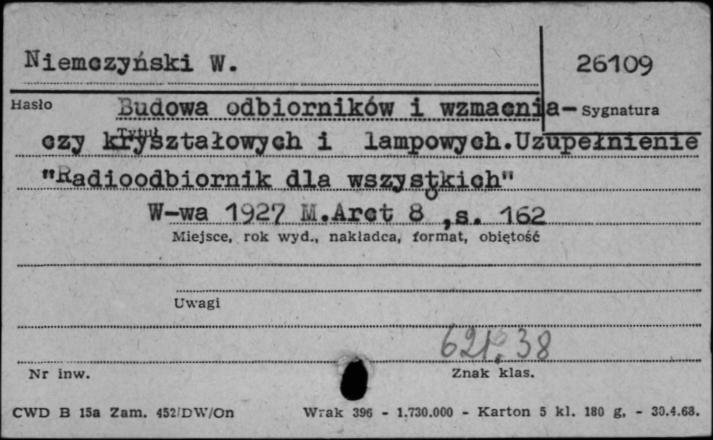 Niemczyński W. 26109
Hasło Budowa odbiorników i wzmacnia- Sygnatura
Tytuł
czy kryształowych i lampowych.Uzupełnienie
"Radioodbiornik dla wszystkich"
W-wa 1927 M.Arct 8°,s. 162
Miejsce, rok wyd., nakładca, format, objętość
Uwagi
621.38
Nr inw. Znak klas.
CWD B 15a Zam. 452/DW/On Wrak 396 - 1.730.000 - Karton 5 kl. 180 g. - 30.4.68.